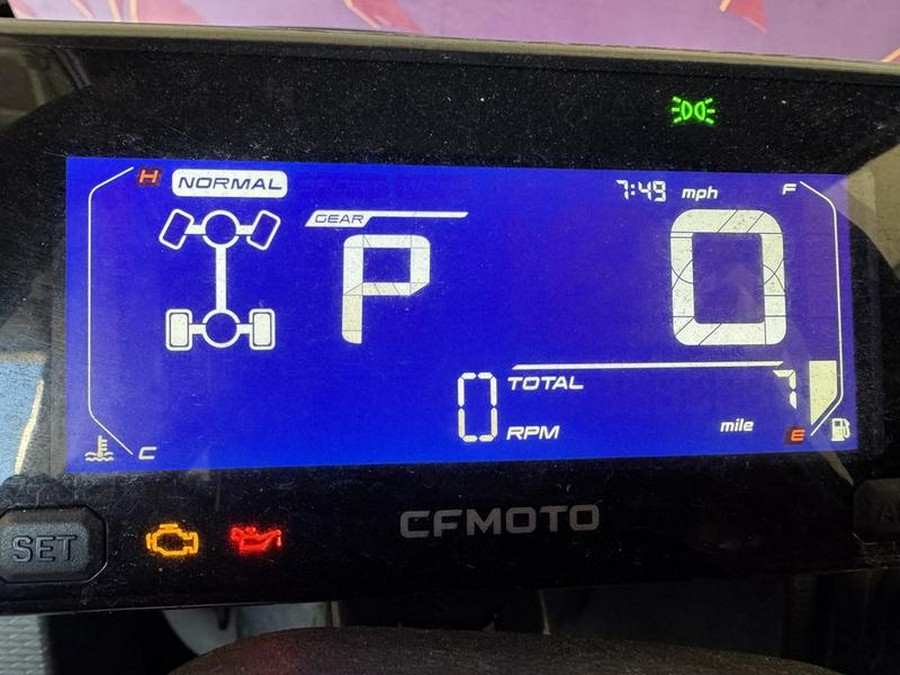 H NORMAL 7:49 mph F
GEAR
P 0
TOTAL 7
0 RPM mile E
C
SET CFMOTO